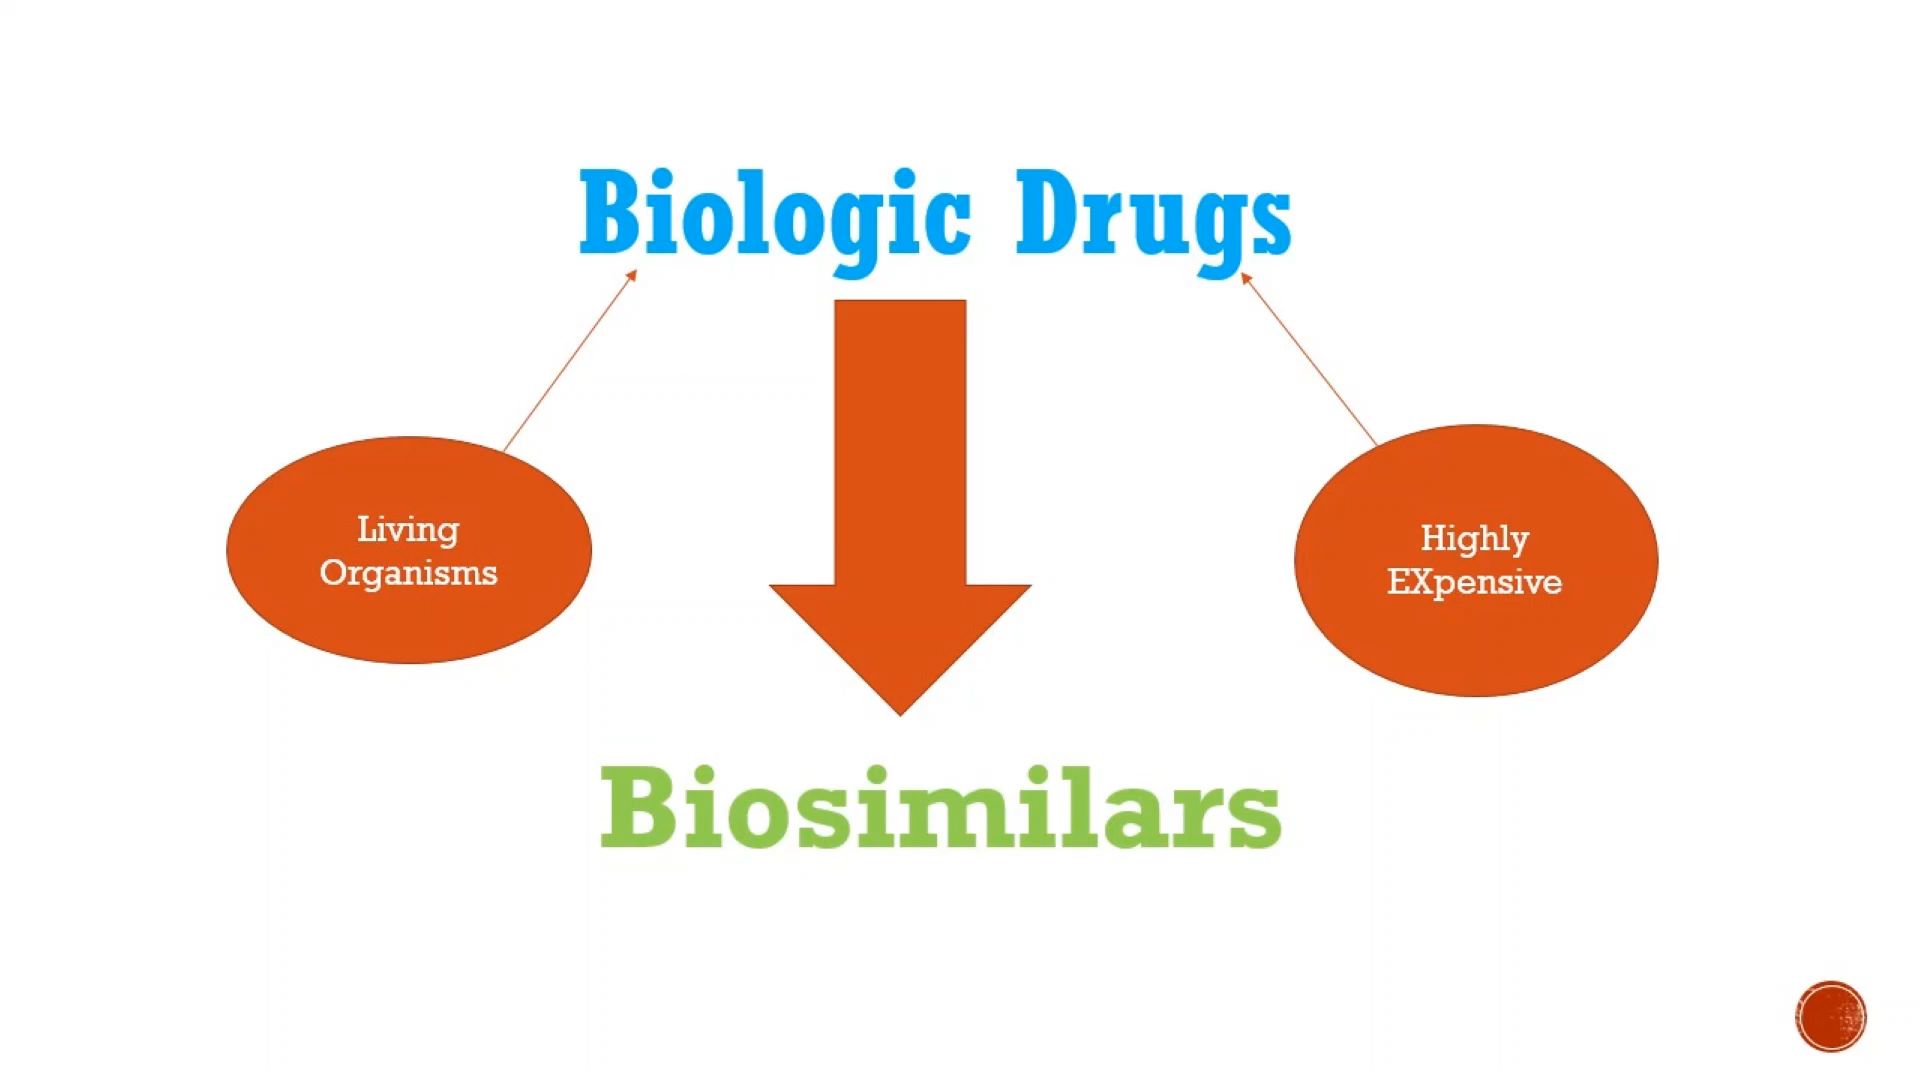 Biologic Drugs
Living
Organisms
Highly
EXpensive
Biosimilars